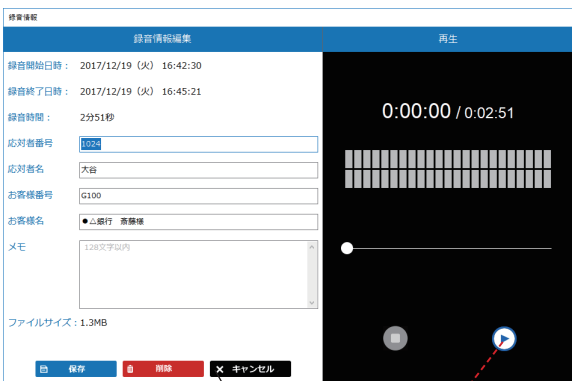 録音情報
録音情報編集
再生
録音開始日時： 2017/12/19（火） 16:42:30
録音終了日時： 2017/12/19（火） 16:45:21
録音時間： 2分51秒
応対者番号 1024
応対者名 大谷
お客様番号 G100
お客様名 ●△銀行 斎藤様
メモ 128文字以内
ファイルサイズ：1.3MB
保存 削除 キャンセル
0:00:00 / 0:02:51